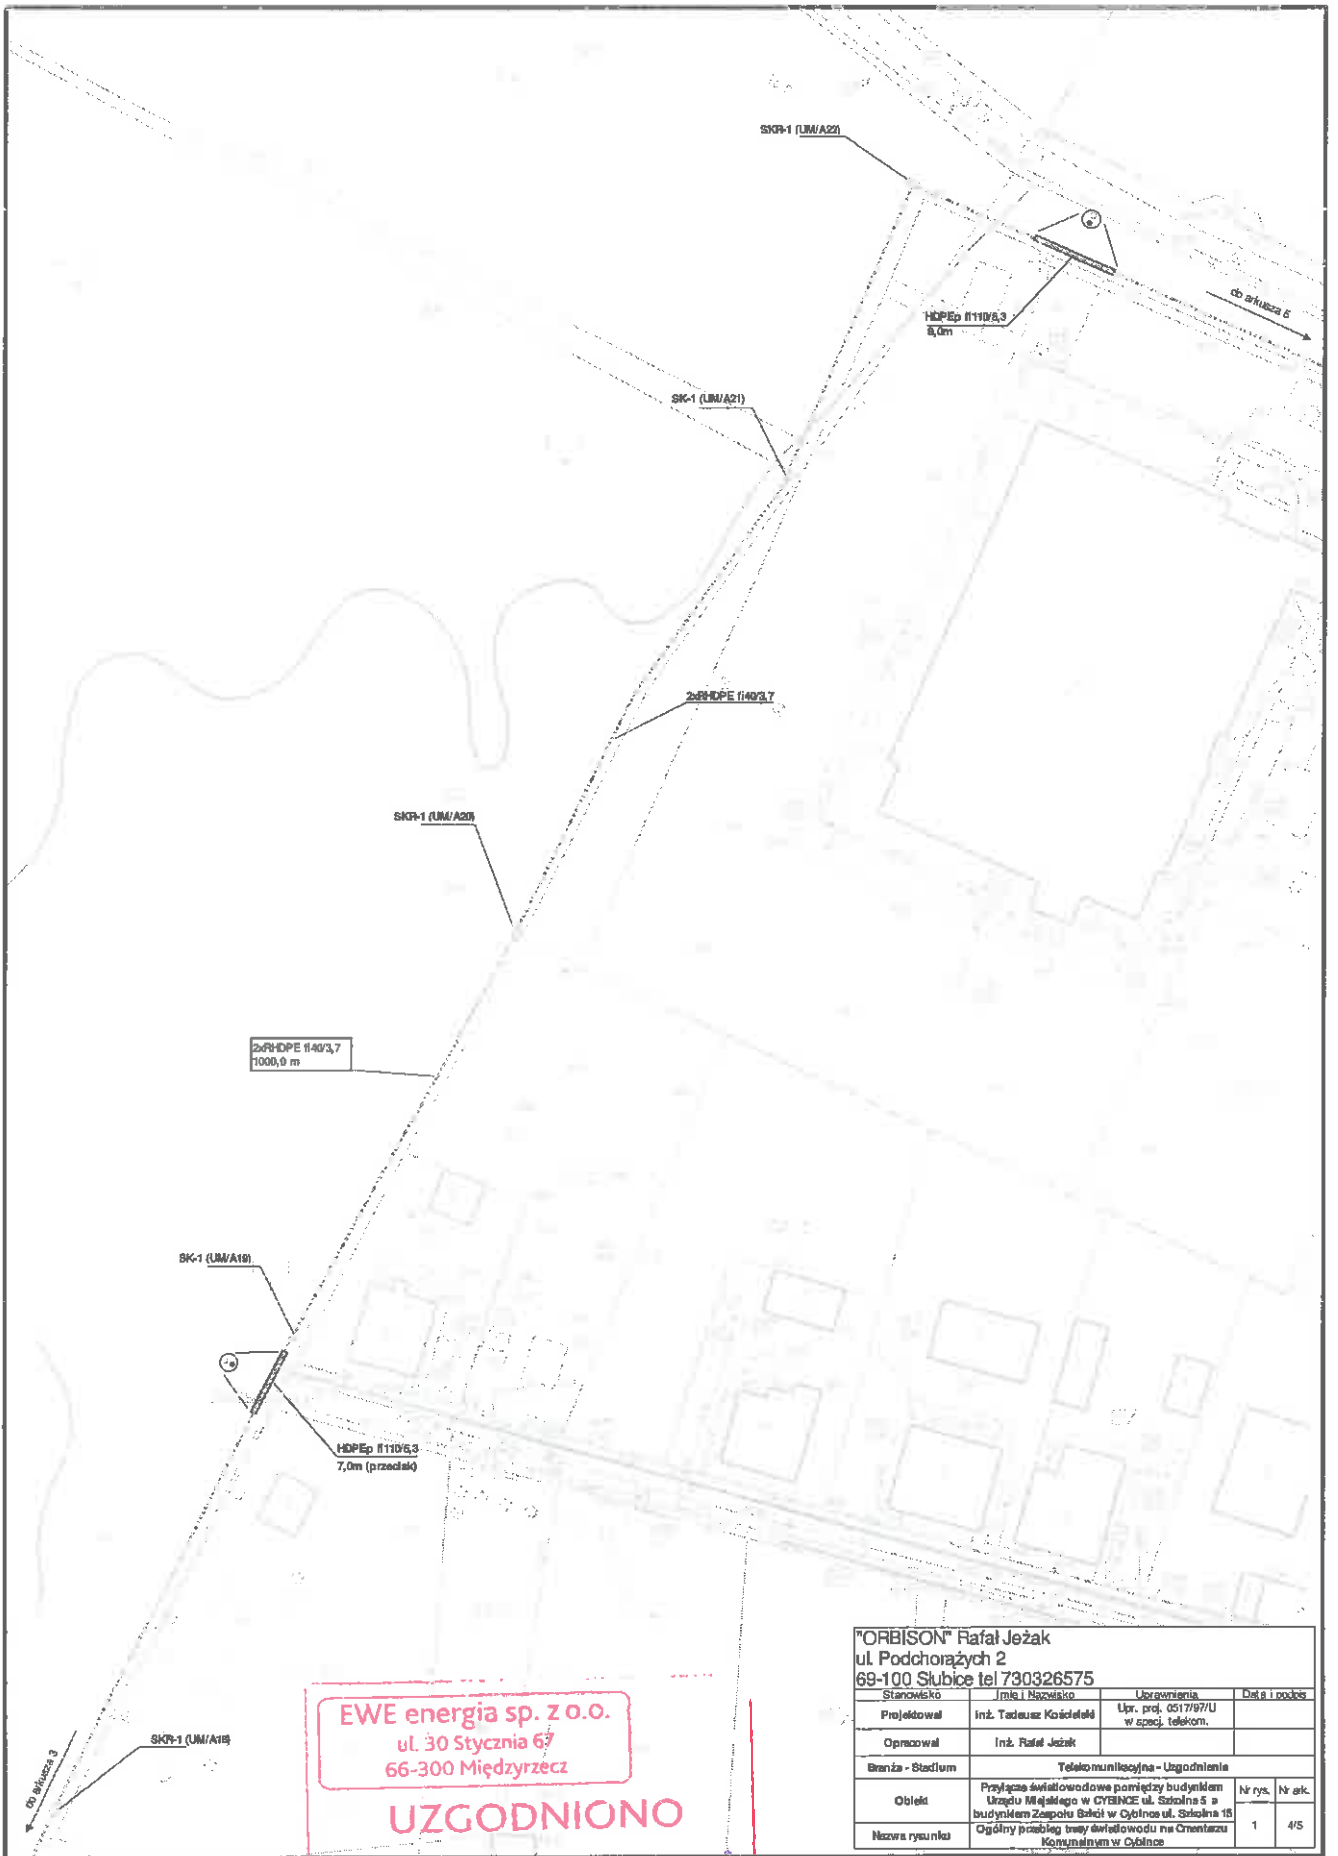 SKR-1 (UM/A22)
do arkusza 5
HDPEp fi110/6,3
8,0m
SK-1 (UM/A21)
2xRHDPE fi40/3,7
SKR-1 (UM/A20)
2xRHDPE fi40/3,7
1000,0 m
SK-1 (UM/A19)
HDPEp fi110/6,3
7,0m (przecisk)
SKR-1 (UM/A18)
do arkusza 3
EWE energia sp. z o.o.
ul. 30 Stycznia 67
66-300 Międzyrzecz
UZGODNIONO
"ORBISON" Rafał Jeżak
ul. Podchorążych 2
69-100 Słubice tel 730326575
Stanowisko Imię i Nazwisko Uprawnienia Data i podpis
Projektował inż. Tadeusz Kościelski Upr. proj. 0517/97/U
w specj. telekom.
Opracował inż. Rafał Jeżak
Branża - Stadium Telekomunikacyjna - Uzgodnienie
Obiekt Przyłącze światłowodowe pomiędzy budynkiem
Urzędu Miejskiego w CYBINCE ul. Szkolna 5 a
budynkiem Zespołu Szkół w Cybince ul. Szkolna 15
Nr rys. Nr ark.
1 4/5
Nazwa rysunku Ogólny przebieg trasy światłowodu na Cmentarzu
Komunalnym w Cybince